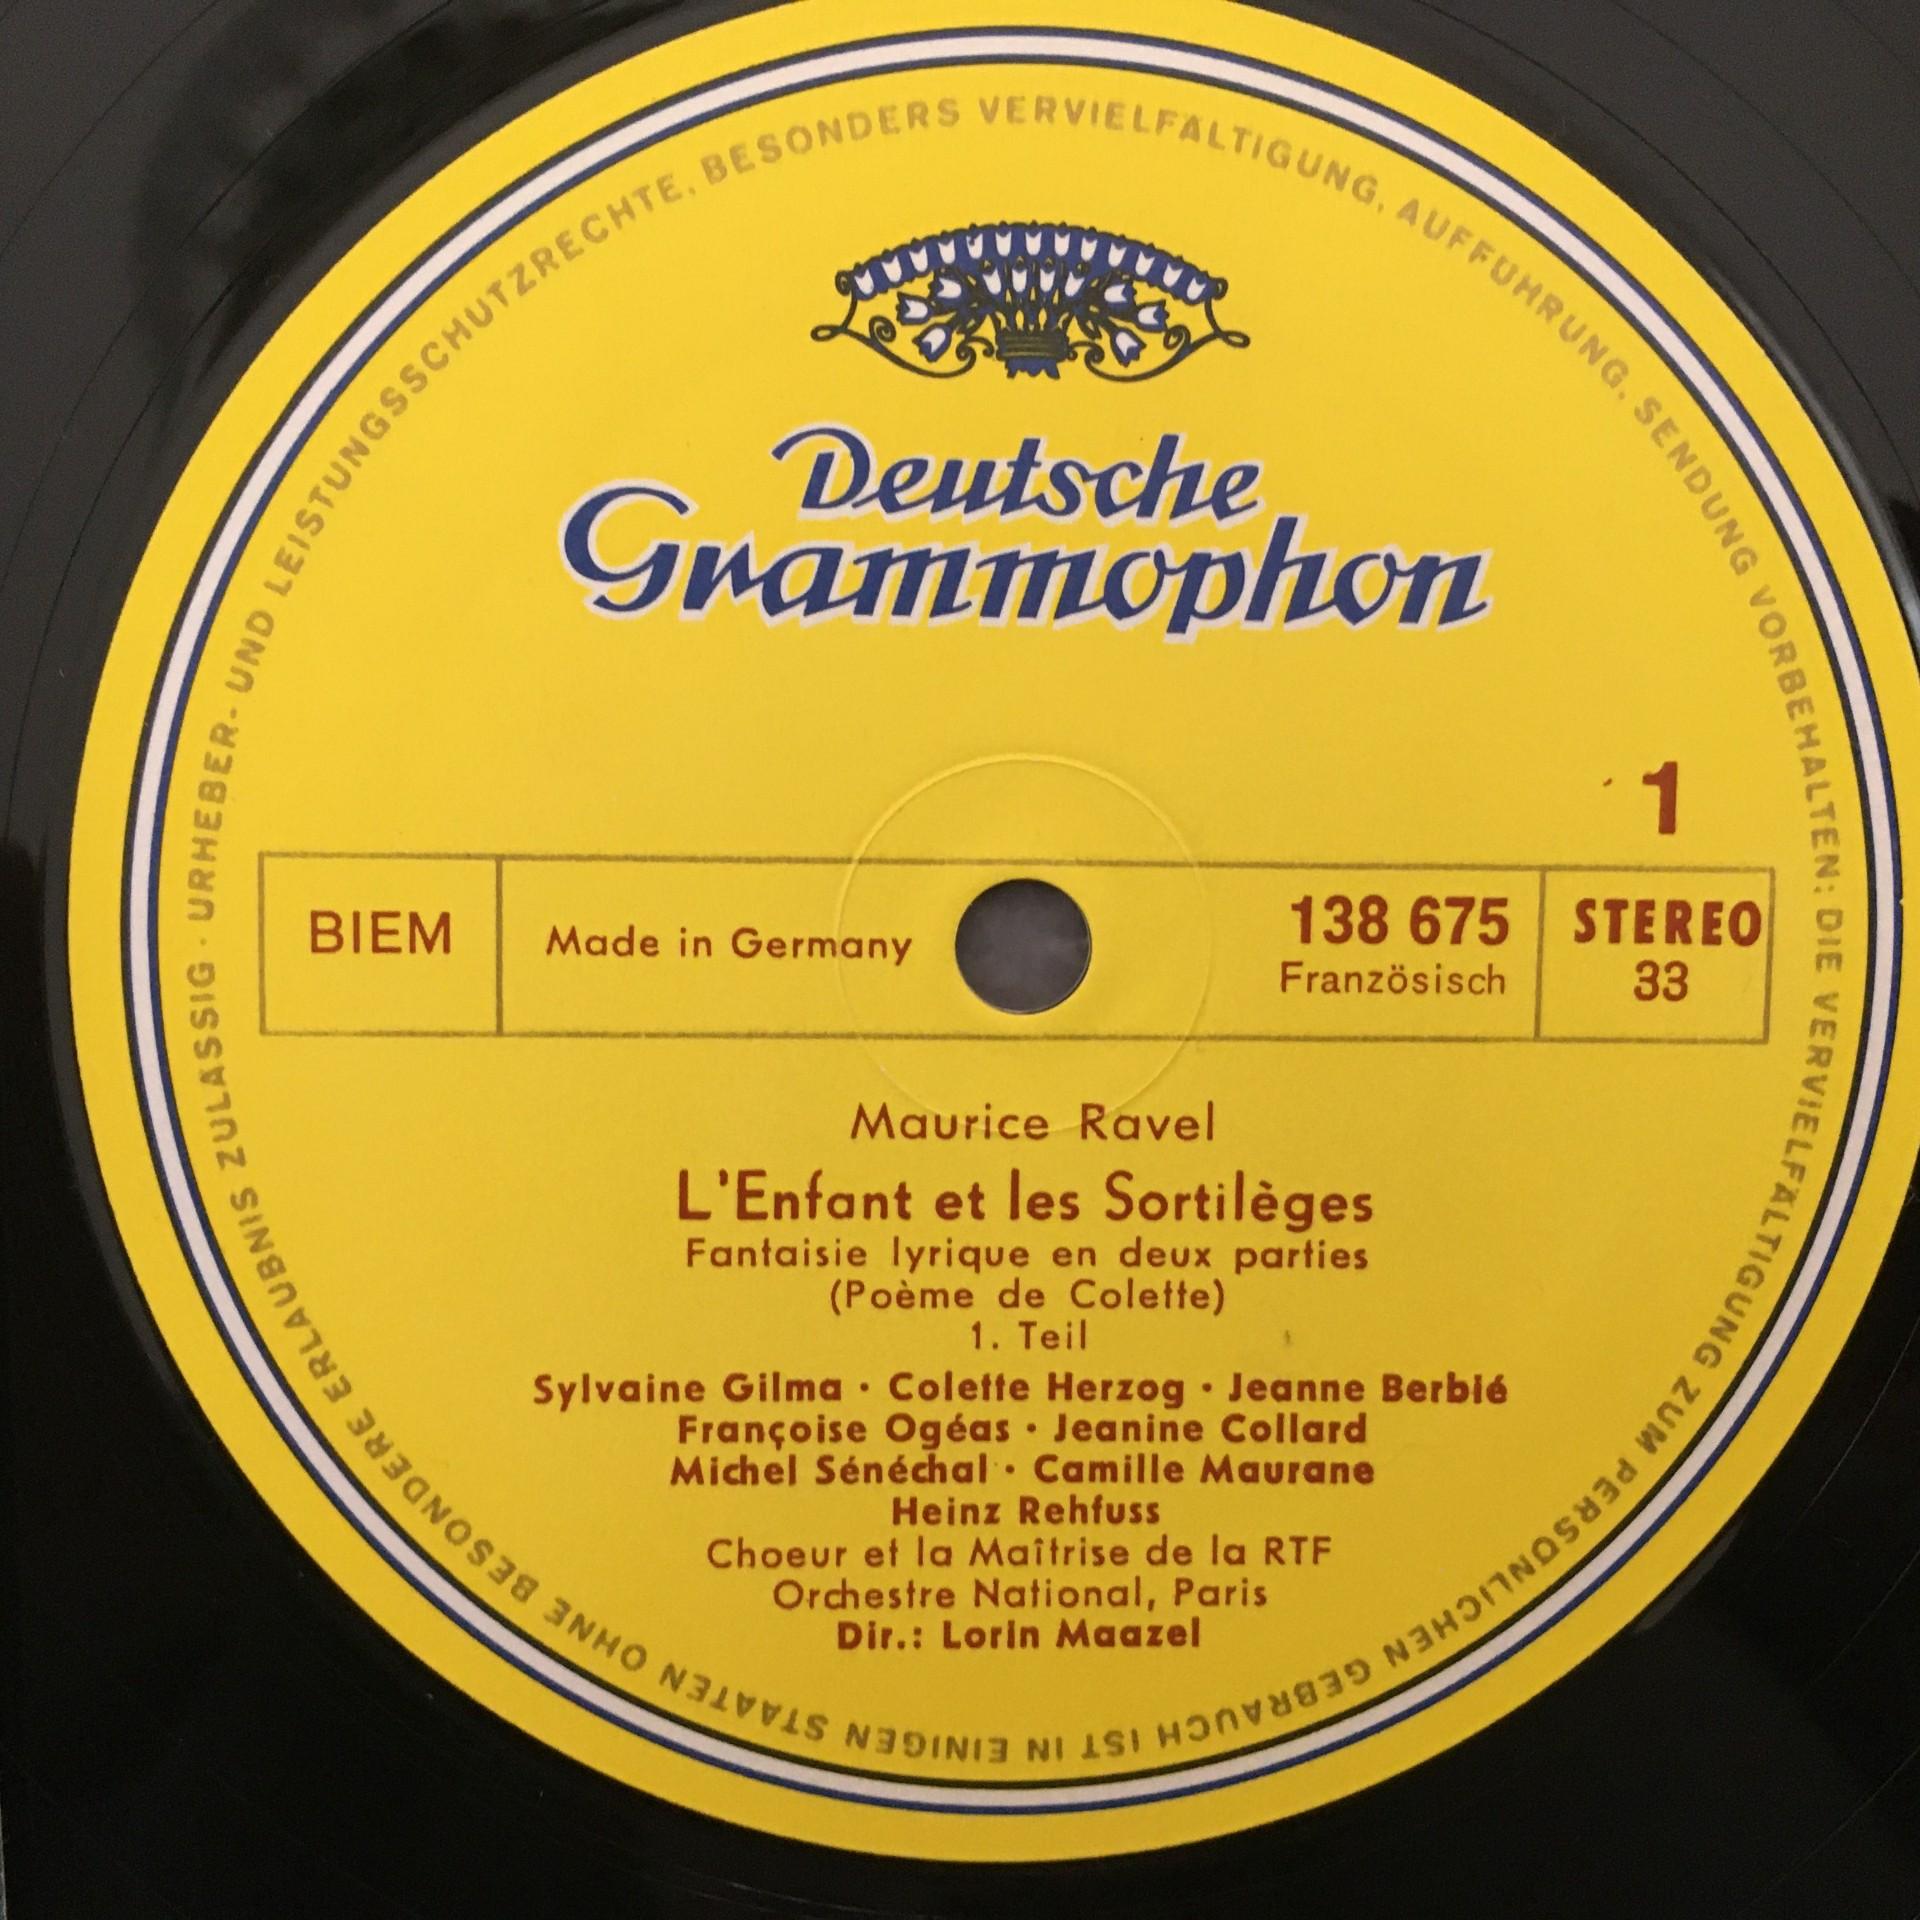 URHEBER- UND LEISTUNGSSCHUTZRECHTE, BESONDERS VERVIELFÄLTIGUNG, AUFFÜHRUNG, SENDUNG VORBEHALTEN: DIE VERVIELFÄLTIGUNG ZUM PERSÖNLICHEN GEBRAUCH IST IN EINIGEN STAATEN OHNE BESONDERE ERLAUBNIS ZULÄSSIG ·
Deutsche
Grammophon
1
BIEM
Made in Germany
138 675
Französisch
STEREO
33
Maurice Ravel
L'Enfant et les Sortilèges
Fantaisie lyrique en deux parties
(Poème de Colette)
1. Teil
Sylvaine Gilma · Colette Herzog · Jeanne Berbié
Françoise Ogéas · Jeanine Collard
Michel Sénéchal · Camille Maurane
Heinz Rehfuss
Choeur et la Maîtrise de la RTF
Orchestre National, Paris
Dir.: Lorin Maazel